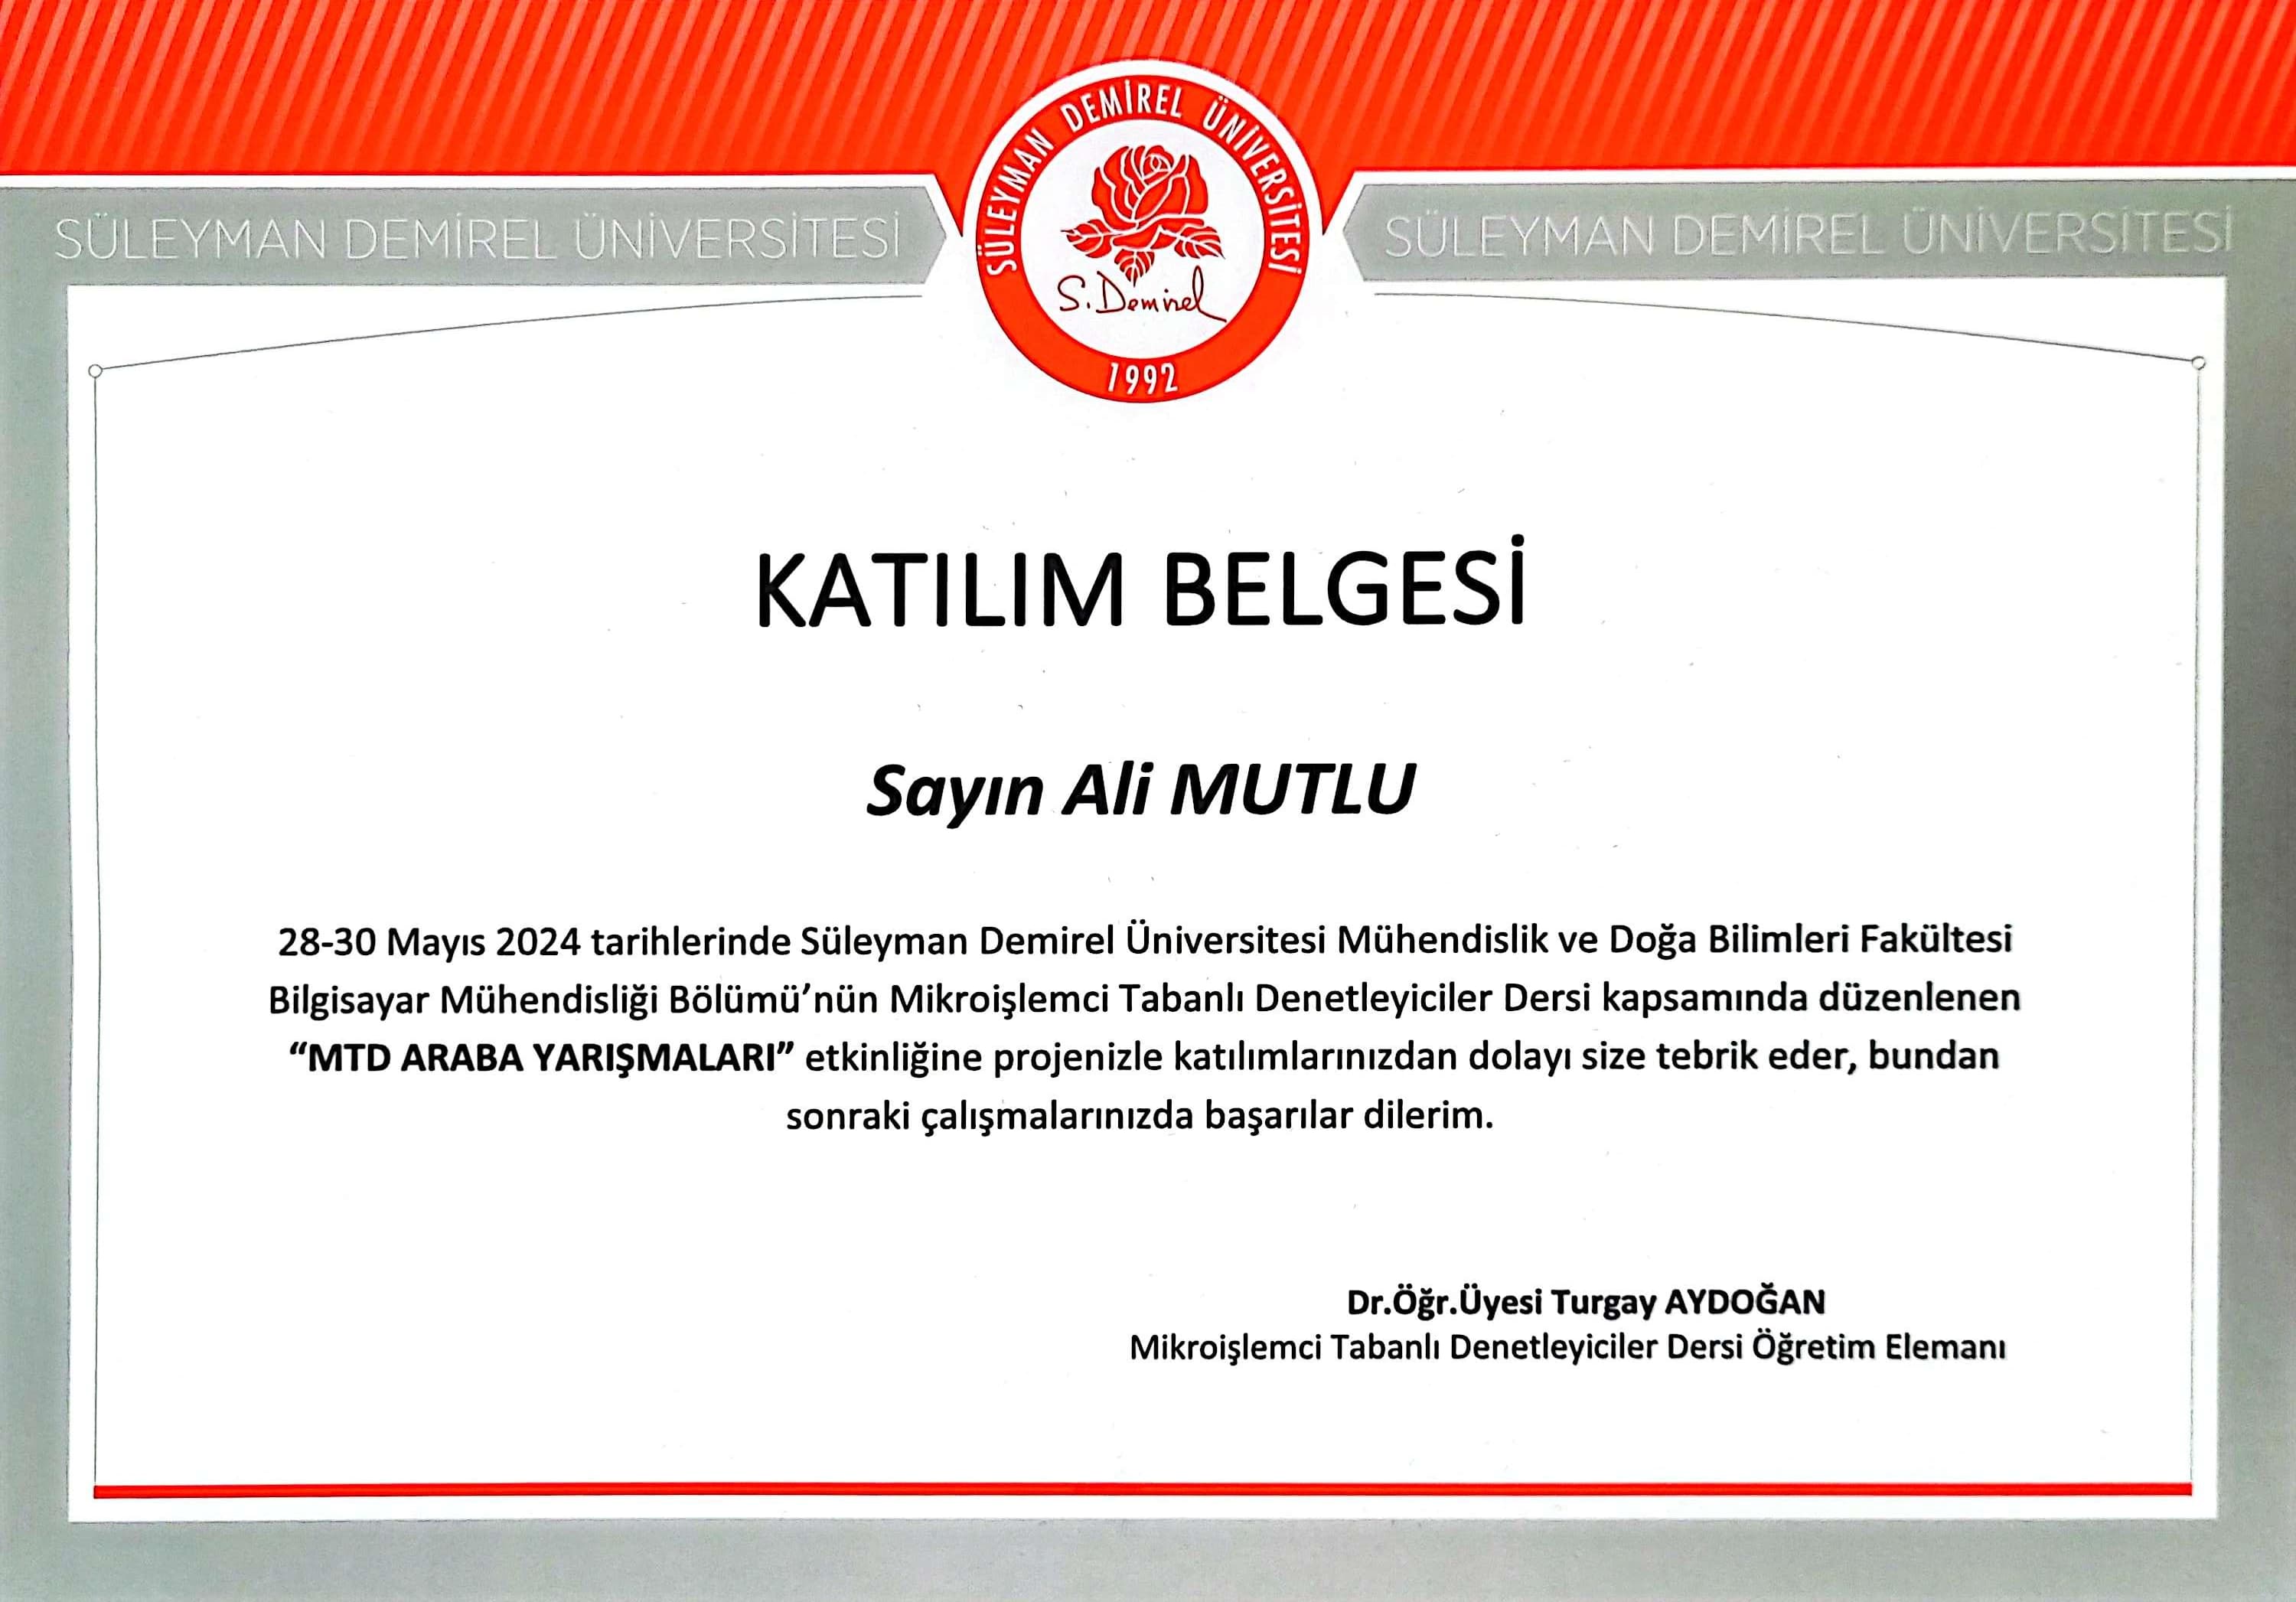 SÜLEYMAN DEMİREL ÜNİVERSİTESİ
SÜLEYMAN DEMİREL ÜNİVERSİTESİ
SÜLEYMAN DEMİREL ÜNİVERSİTESİ
S. Demirel
1992
KATILIM BELGESİ
Sayın Ali MUTLU
28-30 Mayıs 2024 tarihlerinde Süleyman Demirel Üniversitesi Mühendislik ve Doğa Bilimleri Fakültesi
Bilgisayar Mühendisliği Bölümü’nün Mikroişlemci Tabanlı Denetleyiciler Dersi kapsamında düzenlenen
“MTD ARABA YARIŞMALARI” etkinliğine projenizle katılımlarınızdan dolayı size tebrik eder, bundan
sonraki çalışmalarınızda başarılar dilerim.
Dr.Öğr.Üyesi Turgay AYDOĞAN
Mikroişlemci Tabanlı Denetleyiciler Dersi Öğretim Elemanı